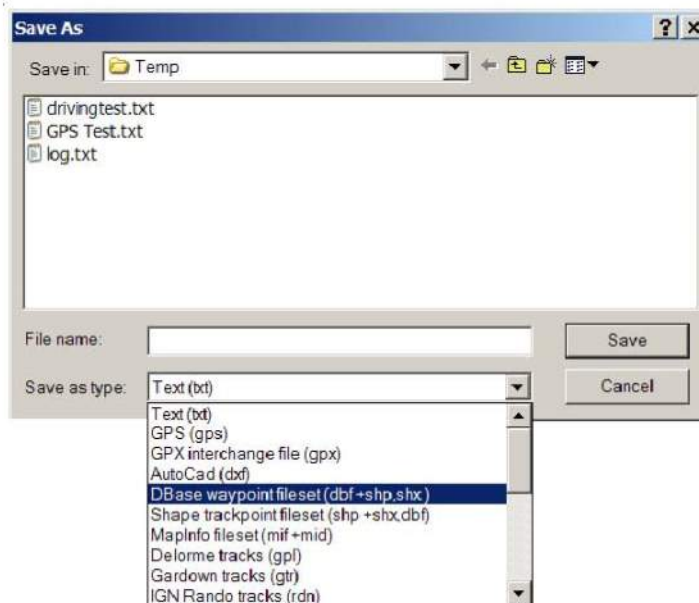 Save As
Save in: Temp
drivingtest.txt
GPS Test.txt
log.txt
File name:
Save
Save as type: Text (txt)
Cancel
Text (txt)
GPS (gps)
GPX interchange file (gpx)
AutoCad (dxf)
DBase waypoint fileset (dbf+shp,shx)
Shape trackpoint fileset (shp +shx,dbf)
MapInfo fileset (mif+mid)
Delorme tracks (gpl)
Gardown tracks (gtr)
IGN Rando tracks (rdn)